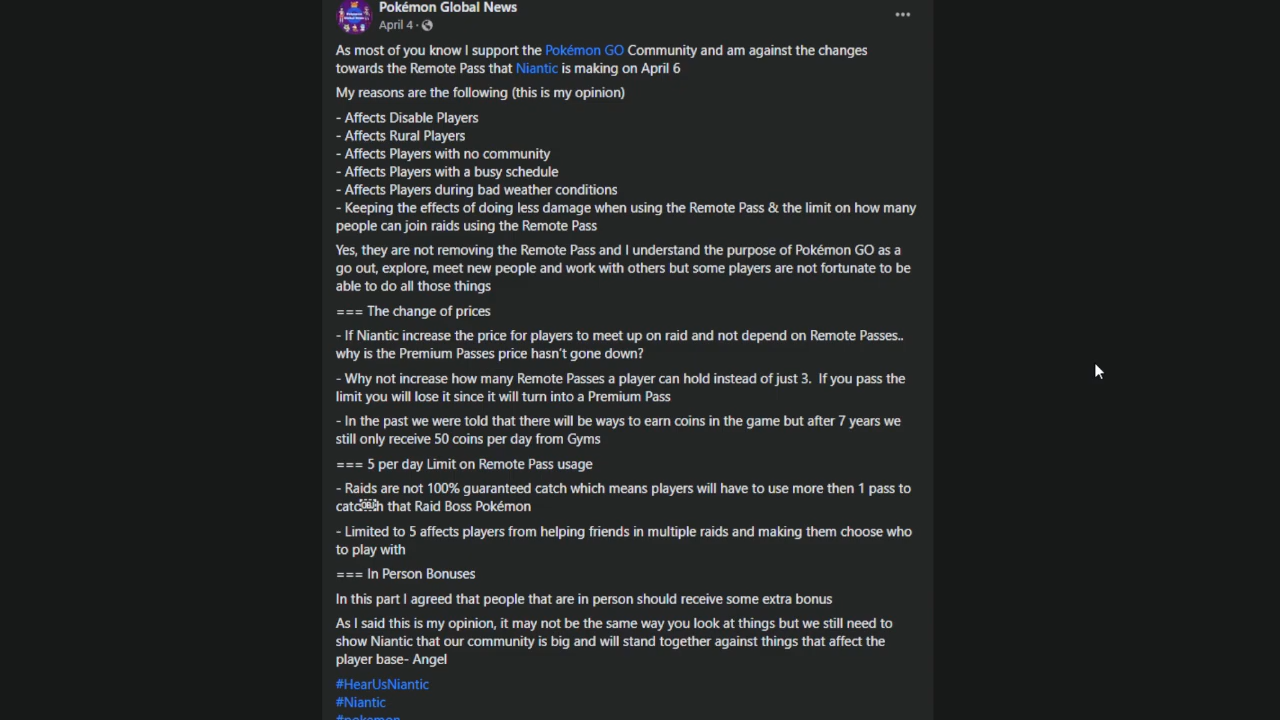 Pokémon Global News
April 4 ·
As most of you know I support the Pokémon GO Community and am against the changes
towards the Remote Pass that Niantic is making on April 6
My reasons are the following (this is my opinion)
- Affects Disable Players
- Affects Rural Players
- Affects Players with no community
- Affects Players with a busy schedule
- Affects Players during bad weather conditions
- Keeping the effects of doing less damage when using the Remote Pass & the limit on how many
people can join raids using the Remote Pass
Yes, they are not removing the Remote Pass and I understand the purpose of Pokémon GO as a
go out, explore, meet new people and work with others but some players are not fortunate to be
able to do all those things
=== The change of prices
- If Niantic increase the price for players to meet up on raid and not depend on Remote Passes..
why is the Premium Passes price hasn't gone down?
- Why not increase how many Remote Passes a player can hold instead of just 3. If you pass the
limit you will lose it since it will turn into a Premium Pass
- In the past we were told that there will be ways to earn coins in the game but after 7 years we
still only receive 50 coins per day from Gyms
=== 5 per day Limit on Remote Pass usage
- Raids are not 100% guaranteed catch which means players will have to use more then 1 pass to
catch that Raid Boss Pokémon
- Limited to 5 affects players from helping friends in multiple raids and making them choose who
to play with
=== In Person Bonuses
In this part I agreed that people that are in person should receive some extra bonus
As I said this is my opinion, it may not be the same way you look at things but we still need to
show Niantic that our community is big and will stand together against things that affect the
player base- Angel
#HearUsNiantic
#Niantic
#pokemon